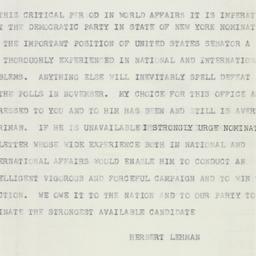 THIS CRITICAL PER OD IN WORLD AFFAIRS IT IS IMPERAT
T THE DEMOCRATIC PARTY IN STATE OF NEW YORK NOMINAT
THE IMPORTANT POSITION OF UNITED STATES SENATOR A
THOROUGHLY EXPERIENCED IN NATIONAL AND INTERNATION
BLEMS. ANYTHING ELSE WILL INEVITABLY SPELL DEFEAT
THE POLLS IN NOVEMBER. MY CHOICE FOR THIS OFFICE A
RESSED TO YOU AND TO HIM HAS BEEN AND STILL IS AVER
RIMAN. IF HE IS UNAVAILABLE I STRONGLY URGE NOMINAT
LETTER WHOSE WIDE EXPERIENCE BOTH IN NATIONAL AND
ERNATIONAL AFFAIRS WOULD ENABLE HIM TO CONDUCT AN
ELLIGENT VIGOROUS AND FORCEFUL CAMPAIGN AND TO WIN
CTION. WE OWE IT TO THE NATION AND TO OUR PARTY TO
INATE THE STRONGEST AVAILABLE CANDIDATE
HERBERT LEHMAN